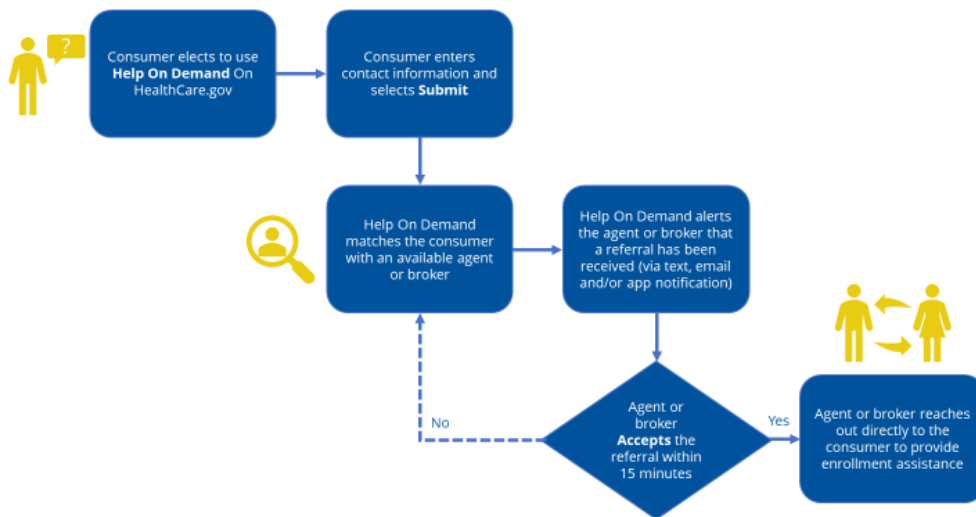 ?
Consumer elects to use
Help On Demand On
HealthCare.gov
Consumer enters
contact information and
selects Submit
Help On Demand
matches the consumer
with an available agent
or broker
Help On Demand alerts
the agent or broker that
a referral has been
received (via text, email
and/or app notification)
Agent or
broker
Accepts the
referral within
15 minutes
No
Yes
Agent or broker reaches
out directly to the
consumer to provide
enrollment assistance